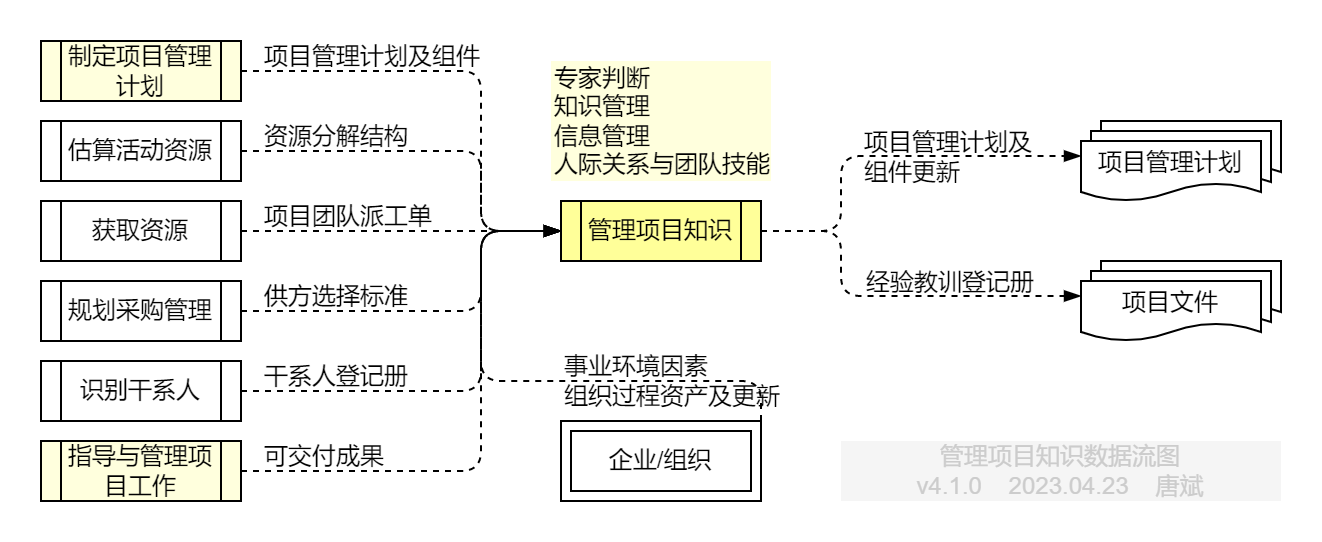 制定项目管理
计划
项目管理计划及组件
估算活动资源
资源分解结构
获取资源
项目团队派工单
规划采购管理
供方选择标准
识别干系人
干系人登记册
指导与管理项
目工作
可交付成果
专家判断
知识管理
信息管理
人际关系与团队技能
管理项目知识
事业环境因素
组织过程资产及更新
企业/组织
项目管理计划及
组件更新
项目管理计划
经验教训登记册
项目文件
管理项目知识数据流图
v4.1.0 2023.04.23 唐斌